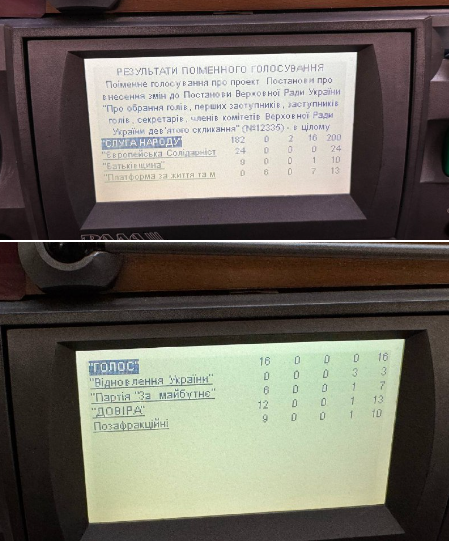 РЕЗУЛЬТАТИ ПОІМЕННОГО ГОЛОСУВАННЯ
Поіменне голосування про проект Постанови про
внесення змін до Постанови Верховної Ради України
"Про обрання голів, перших заступників, заступників
голів, секретарів, членів комітетів Верховної Ради
України дев'ятого скликання" (№12335) - в цілому
"СЛУГА НАРОДУ" 182 0 2 16 200
"Європейська Солідарніст 24 0 0 0 24
"Батьківщина" 9 0 0 1 10
"Платформа за життя та м 0 6 0 7 13
"ГОЛОС" 16 0 0 0 16
"Відновлення України" 0 0 0 3 3
"Партія "За майбутнє" 6 0 0 1 7
"ДОВІРА" 12 0 0 1 13
Позафракційні 9 0 0 1 10